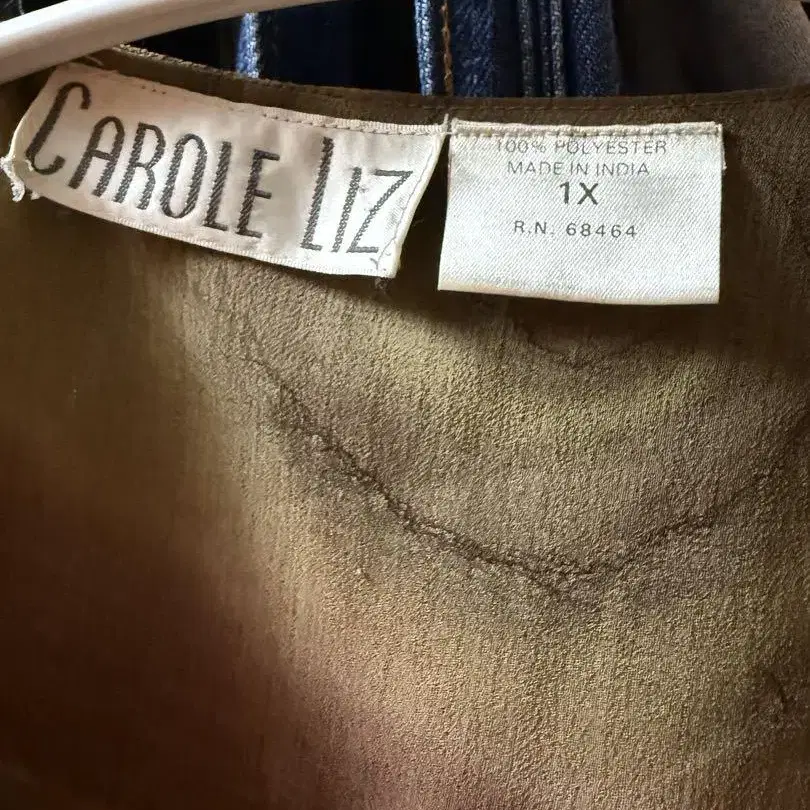 CAROLE LIZ
100% POLYESTER
MADE IN INDIA
1X
R.N. 68464